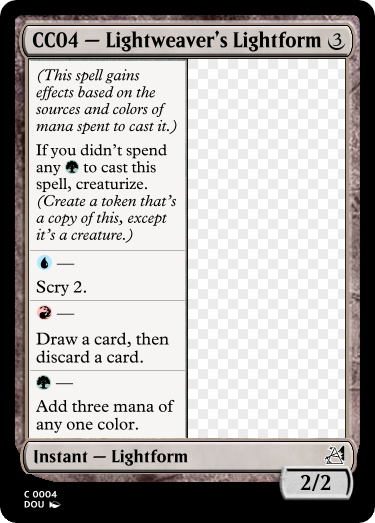 CC04 — Lightweaver's Lightform 3
(This spell gains
effects based on the
sources and colors of
mana spent to cast it.)
If you didn't spend
any to cast this
spell, creaturize.
(Create a token that's
a copy of this, except
it's a creature.)
—
Scry 2.
—
Draw a card, then
discard a card.
—
Add three mana of
any one color.
Instant — Lightform
2/2
C 0004
DOU